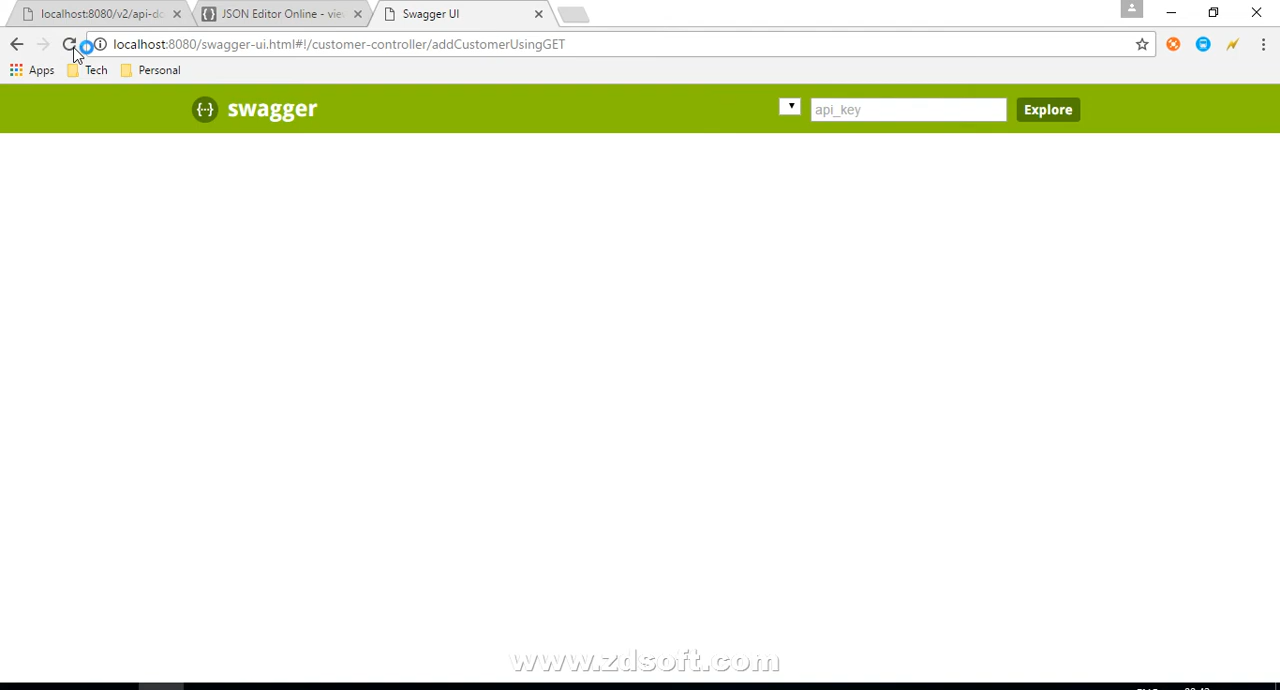 localhost:8080/v2/api-do
JSON Editor Online - vie
Swagger UI
localhost:8080/swagger-ui.html#!/customer-controller/addCustomerUsingGET
Apps
Tech
Personal
swagger
api_key
Explore
www.zdsoft.com